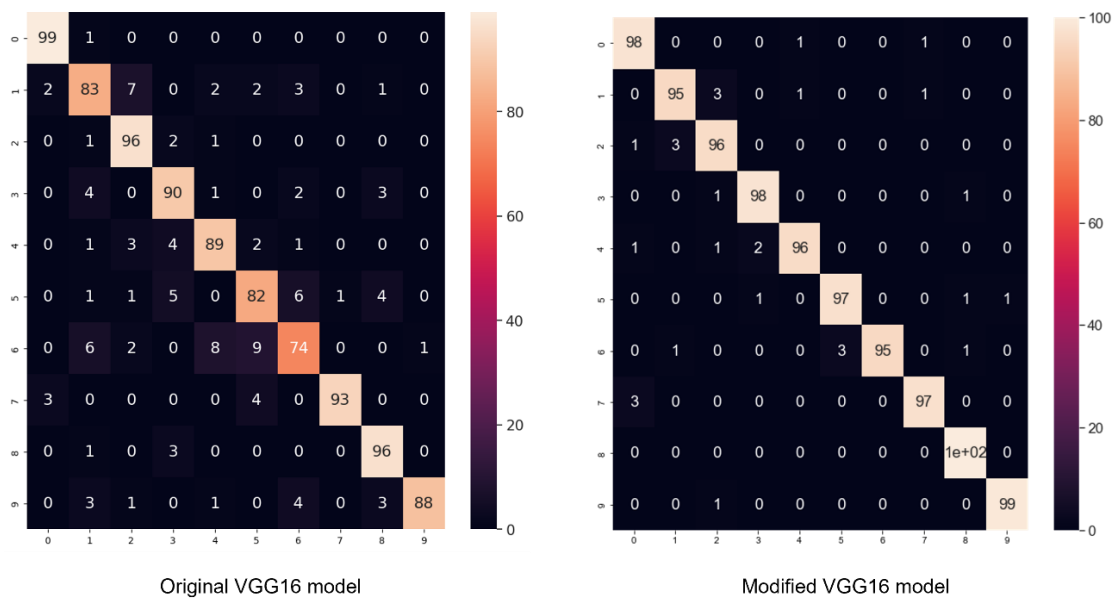 0 99 1 0 0 0 0 0 0 0 0
1 2 83 7 0 2 2 3 0 1 0
2 0 1 96 2 1 0 0 0 0 0
3 0 4 0 90 1 0 2 0 3 0
4 0 1 3 4 89 2 1 0 0 0
5 0 1 1 5 0 82 6 1 4 0
6 0 6 2 0 8 9 74 0 0 1
7 3 0 0 0 0 4 0 93 0 0
8 0 1 0 3 0 0 0 0 96 0
9 0 3 1 0 1 0 4 0 3 88
0 1 2 3 4 5 6 7 8 9
80
60
40
20
0
Original VGG16 model
0 98 0 0 0 1 0 0 1 0 0
1 0 95 3 0 1 0 0 1 0 0
2 1 3 96 0 0 0 0 0 0 0
3 0 0 1 98 0 0 0 0 1 0
4 1 0 1 2 96 0 0 0 0 0
5 0 0 0 1 0 97 0 0 1 1
6 0 1 0 0 0 3 95 0 1 0
7 3 0 0 0 0 0 0 97 0 0
8 0 0 0 0 0 0 0 0 1e+02 0
9 0 0 1 0 0 0 0 0 0 99
0 1 2 3 4 5 6 7 8 9
100
80
60
40
20
0
Modified VGG16 model